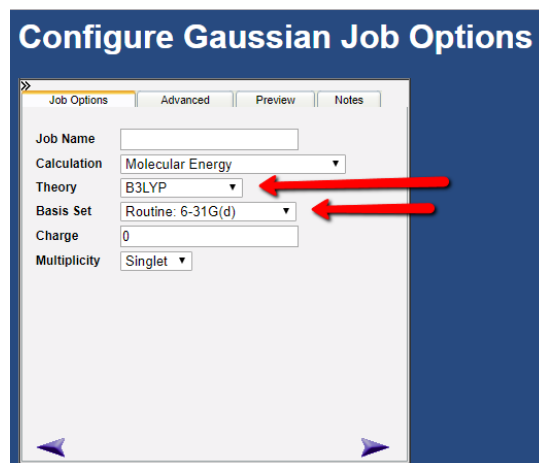 Configure Gaussian Job Options
Job Options Advanced Preview Notes
Job Name
Calculation Molecular Energy
Theory B3LYP
Basis Set Routine: 6-31G(d)
Charge 0
Multiplicity Singlet